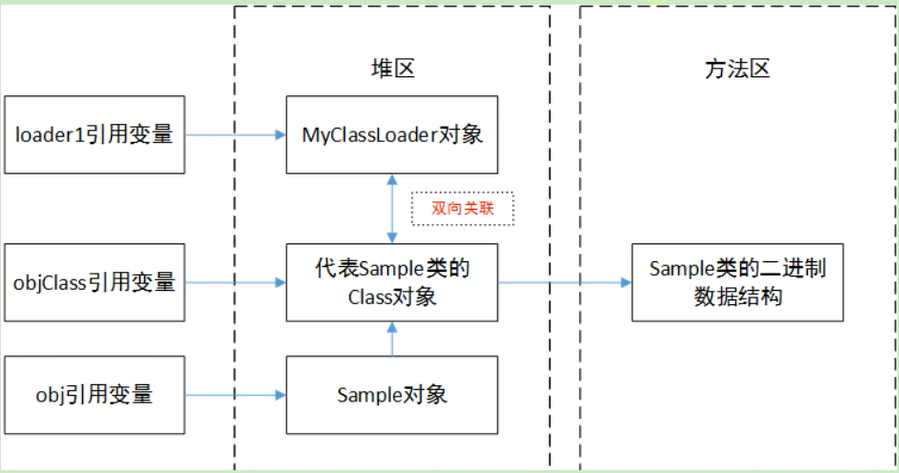 堆区
方法区
loader1引用变量
MyClassLoader对象
双向关联
objClass引用变量
代表Sample类的
Class对象
Sample类的二进制
数据结构
obj引用变量
Sample对象